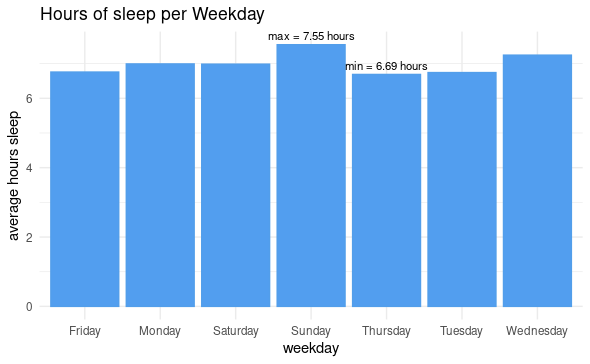 Hours of sleep per Weekday
max = 7.55 hours
min = 6.69 hours
average hours sleep
6
4
2
0
Friday Monday Saturday Sunday Thursday Tuesday Wednesday
weekday